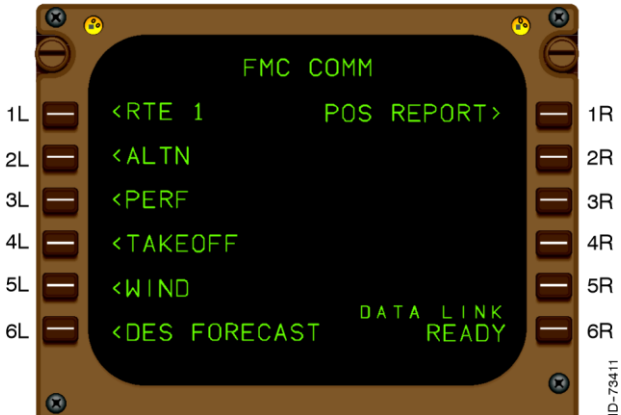 FMC COMM
1L <RTE 1 POS REPORT> 1R
2L <ALTN 2R
3L <PERF 3R
4L <TAKEOFF 4R
5L <WIND 5R
DATA LINK
6L <DES FORECAST READY 6R
ID-73411